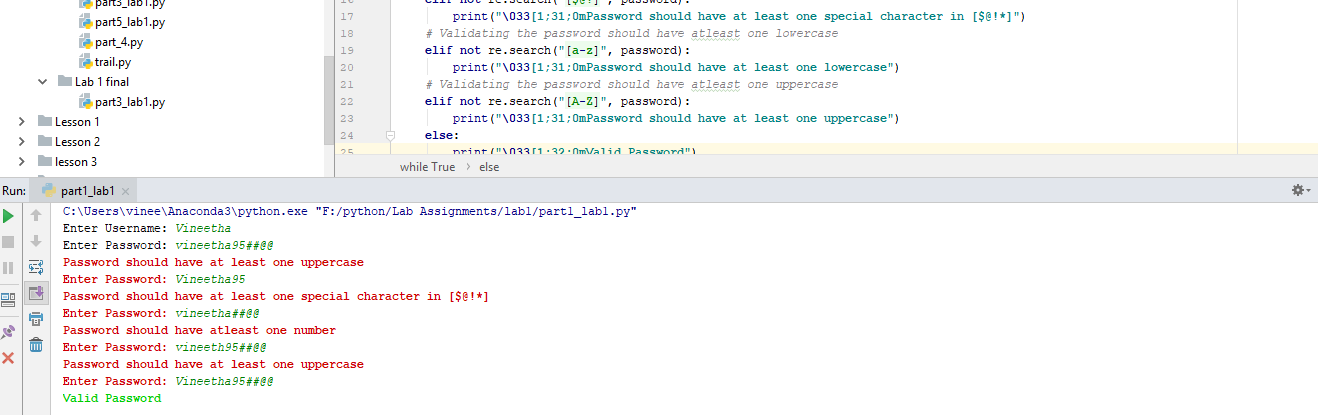 part3_lab1.py
part5_lab1.py
part_4.py
trail.py
Lab 1 final
part3_lab1.py
Lesson 1
Lesson 2
lesson 3
16 elif not re.search("[$@!*]", password):
17 print("\033[1;31;0mPassword should have at least one special character in [$@!*]")
18 # Validating the password should have atleast one lowercase
19 elif not re.search("[a-z]", password):
20 print("\033[1;31;0mPassword should have at least one lowercase")
21 # Validating the password should have atleast one uppercase
22 elif not re.search("[A-Z]", password):
23 print("\033[1;31;0mPassword should have at least one uppercase")
24 else:
25 print("\033[1;32;0mValid Password")
while True > else
Run: part1_lab1
C:\Users\vinee\Anaconda3\python.exe "F:/python/Lab Assignments/lab1/part1_lab1.py"
Enter Username: Vineetha
Enter Password: vineetha95##@@
Password should have at least one uppercase
Enter Password: Vineetha95
Password should have at least one special character in [$@!*]
Enter Password: vineetha##@@
Password should have atleast one number
Enter Password: vineeth95##@@
Password should have at least one uppercase
Enter Password: Vineetha95##@@
Valid Password